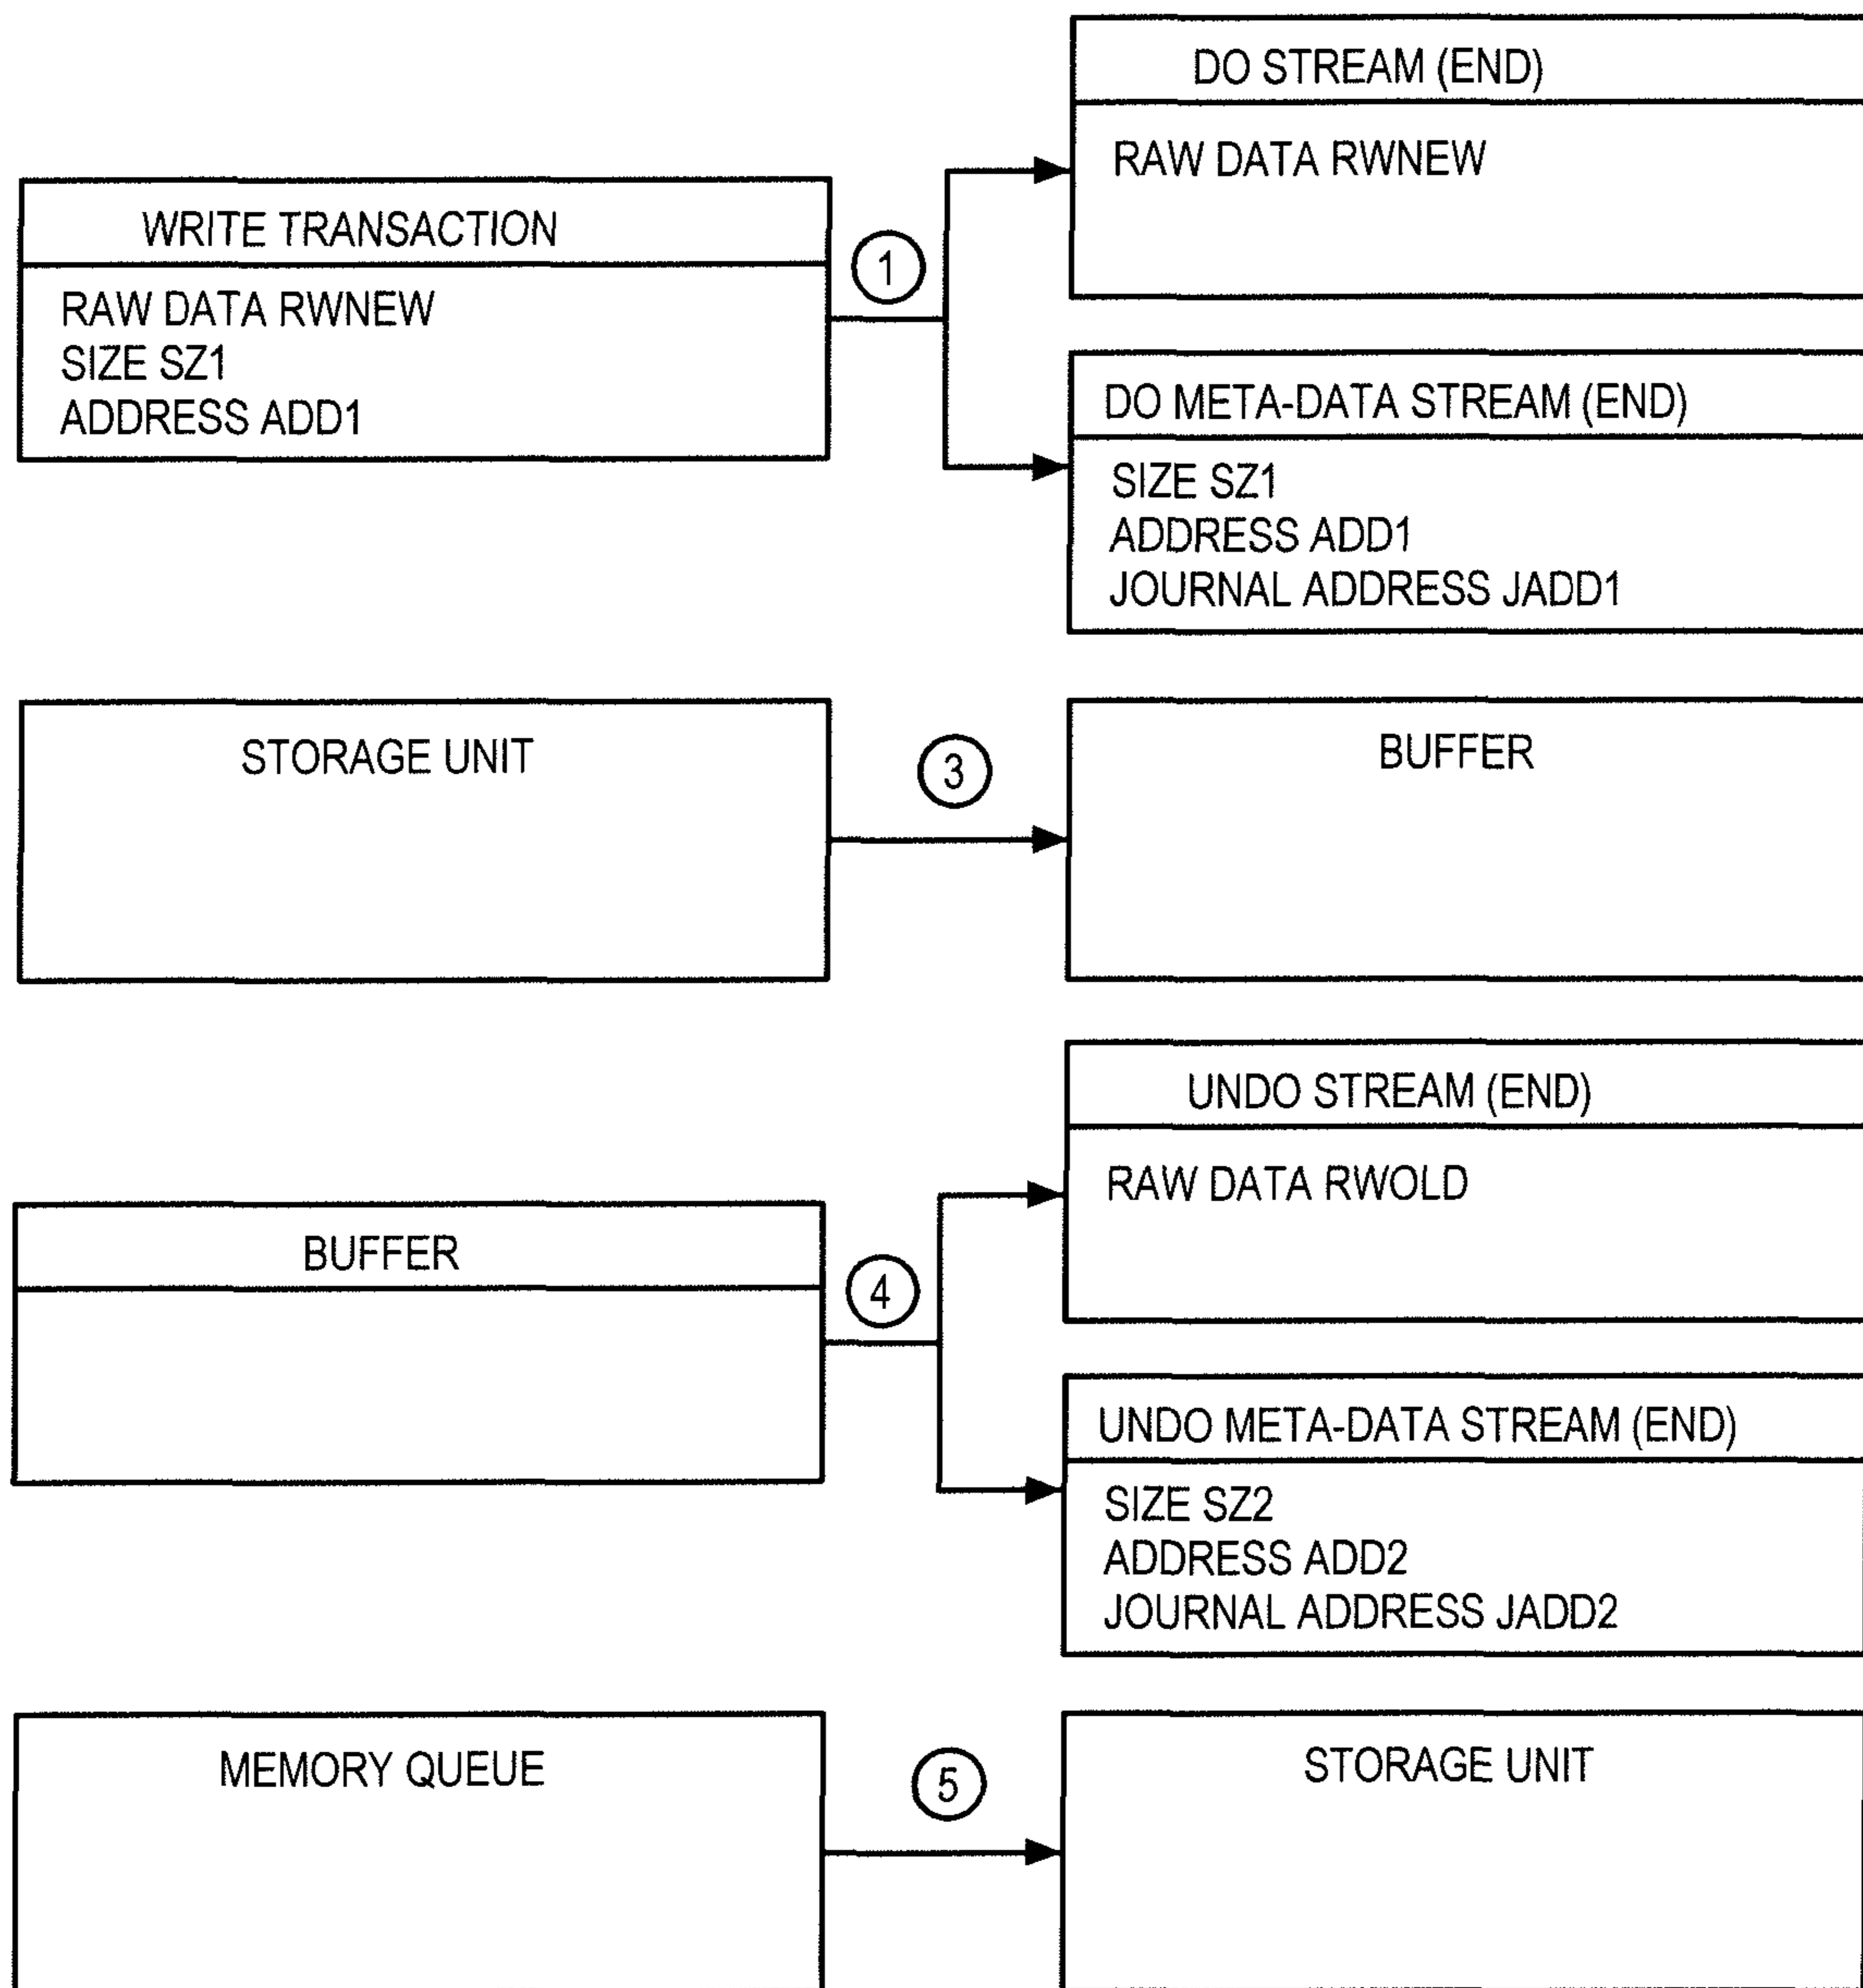 DO STREAM (END)
RAW DATA RWNEW
WRITE TRANSACTION
RAW DATA RWNEW
SIZE SZ1
ADDRESS ADD1
1
DO META-DATA STREAM (END)
SIZE SZ1
ADDRESS ADD1
JOURNAL ADDRESS JADD1
STORAGE UNIT
3
BUFFER
UNDO STREAM (END)
RAW DATA RWOLD
BUFFER
4
UNDO META-DATA STREAM (END)
SIZE SZ2
ADDRESS ADD2
JOURNAL ADDRESS JADD2
MEMORY QUEUE
5
STORAGE UNIT